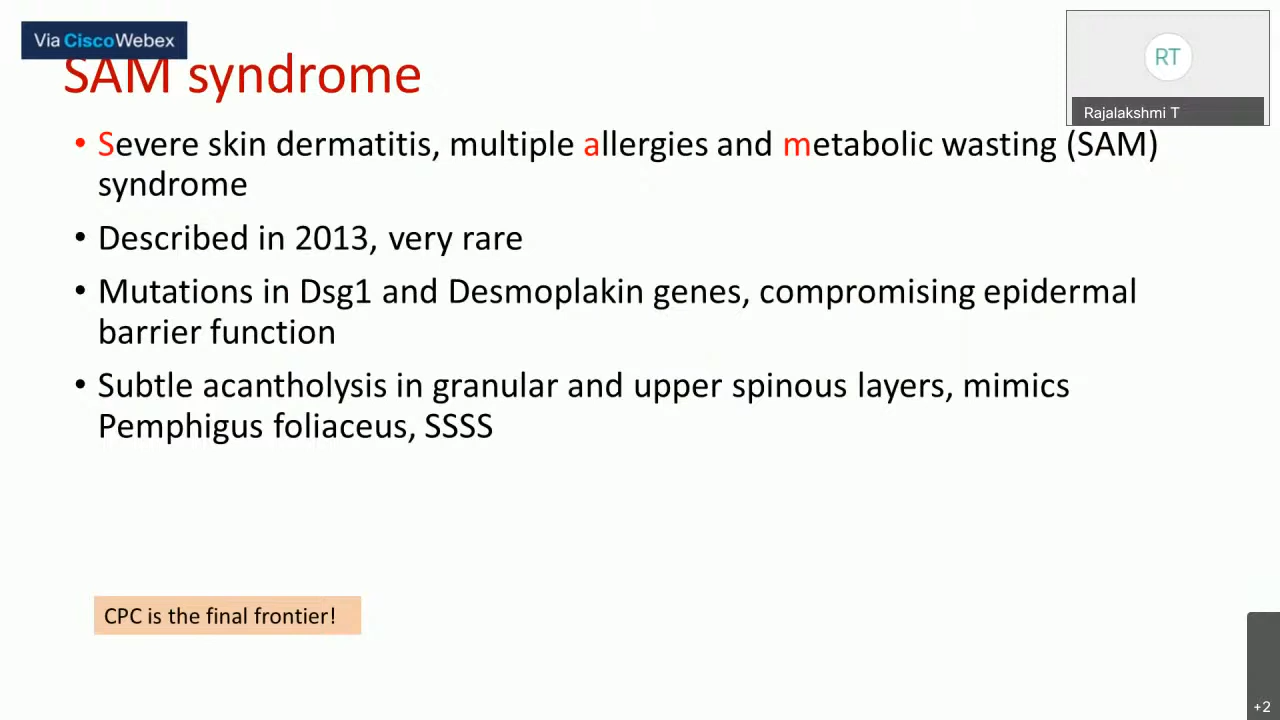 Via CiscoWebex
RT
Rajalakshmi T
SAM syndrome
• Severe skin dermatitis, multiple allergies and metabolic wasting (SAM)
syndrome
• Described in 2013, very rare
• Mutations in Dsg1 and Desmoplakin genes, compromising epidermal
barrier function
• Subtle acantholysis in granular and upper spinous layers, mimics
Pemphigus foliaceus, SSSS
CPC is the final frontier!
+2